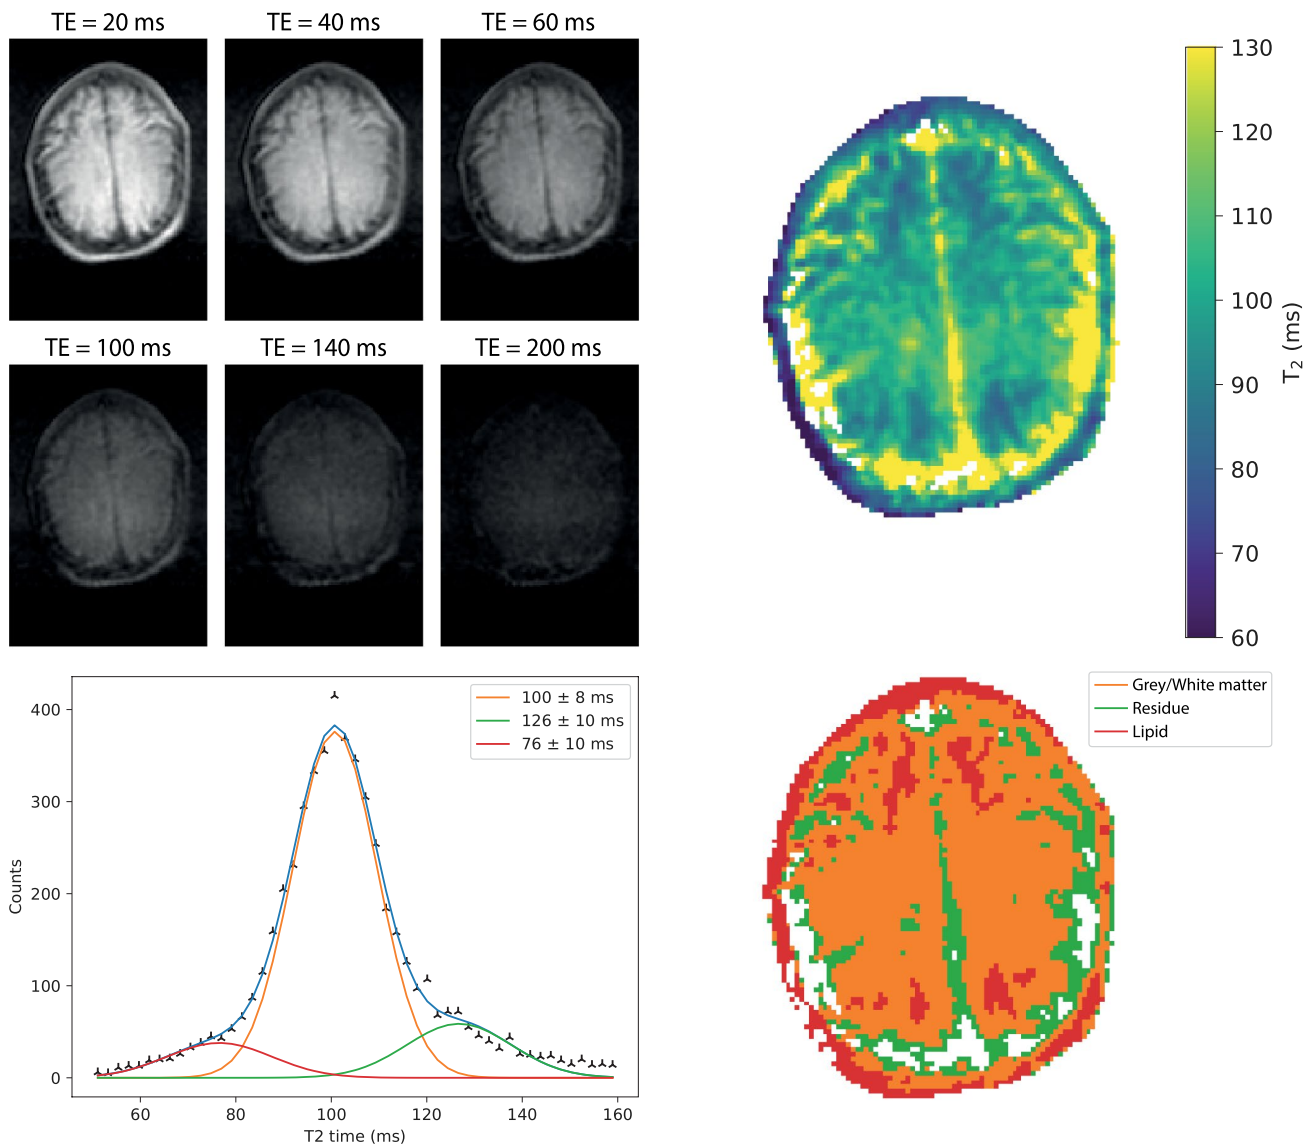 TE = 20 ms
TE = 40 ms
TE = 60 ms
TE = 100 ms
TE = 140 ms
TE = 200 ms
130
120
110
100
90
80
70
60
T₂ (ms)
400
300
200
100
0
Counts
60
80
100
120
140
160
T2 time (ms)
100 ± 8 ms
126 ± 10 ms
76 ± 10 ms
Grey/White matter
Residue
Lipid